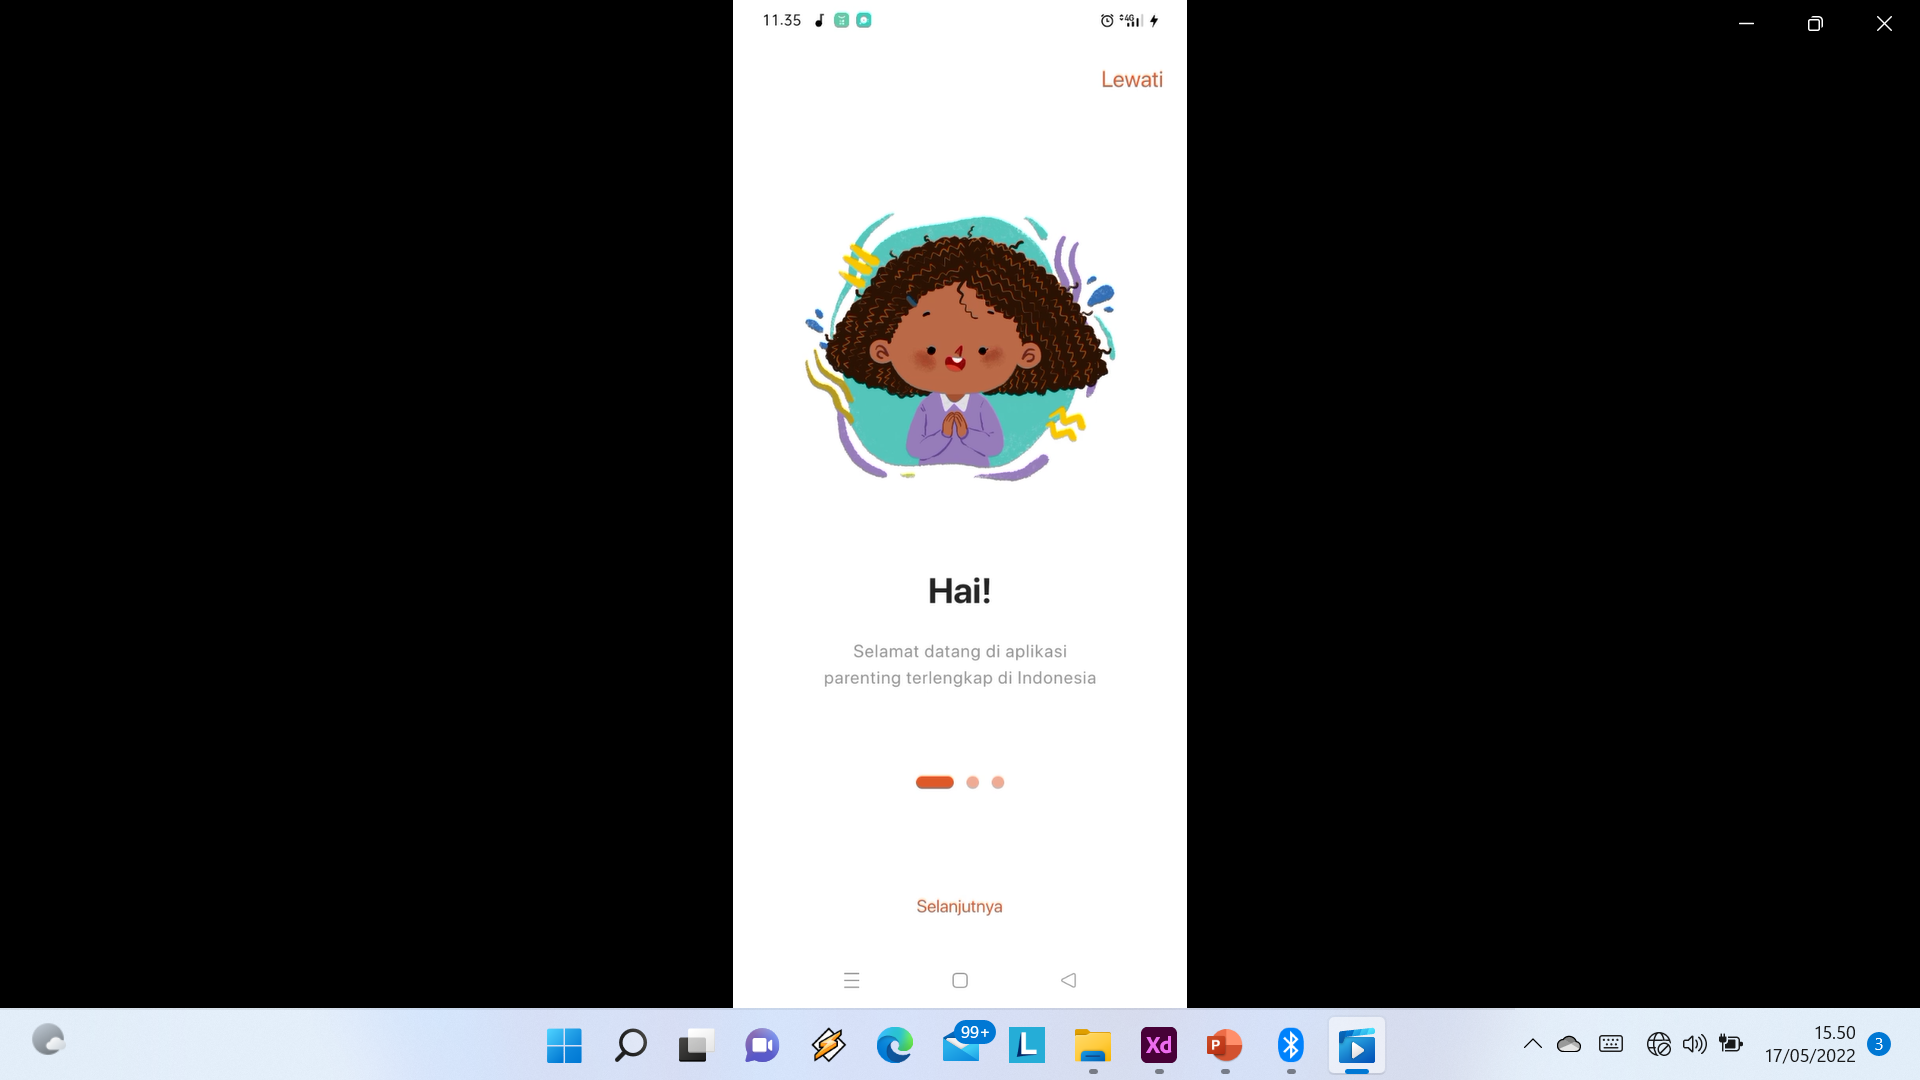 11.35
4G
Lewati
Hai!
Selamat datang di aplikasi
parenting terlengkap di Indonesia
Selanjutnya
99+
L
Xd
P
15.50
17/05/2022
3